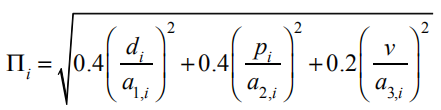 Π_i = √(0.4(d_i/a_{1,i})² + 0.4(p_i/a_{2,i})² + 0.2(v/a_{3,i})²)